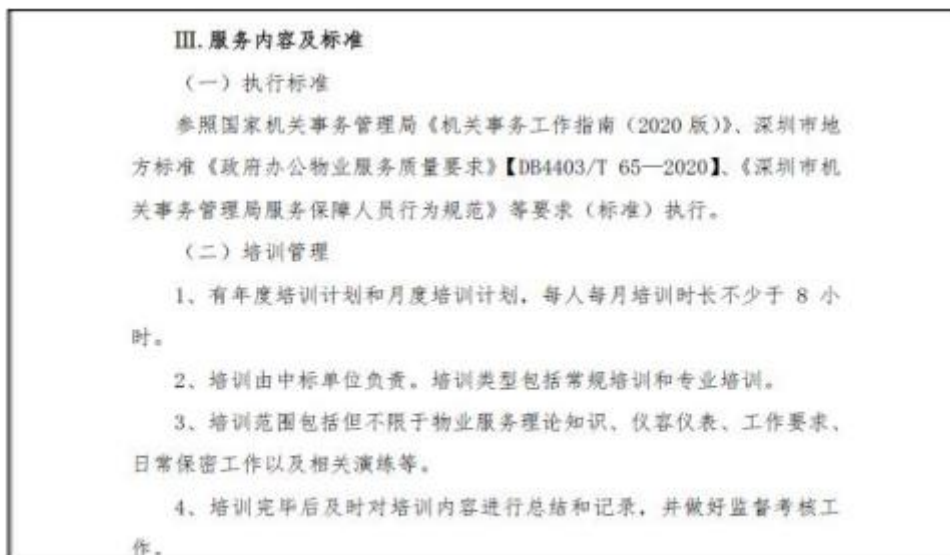 Ⅲ.服务内容及标准
（一）执行标准
参照国家机关事务管理局《机关事务工作指南（2020 版）》、深圳市地
方标准《政府办公物业服务质量要求》【DB4403/T 65—2020】、《深圳市机
关事务管理局服务保障人员行为规范》等要求（标准）执行。
（二）培训管理
1、有年度培训计划和月度培训计划，每人每月培训时长不少于 8 小
时。
2、培训由中标单位负责。培训类型包括常规培训和专业培训。
3、培训范围包括但不限于物业服务理论知识、仪容仪表、工作要求、
日常保密工作以及相关演练等。
4、培训完毕后及时对培训内容进行总结和记录，并做好监督考核工
作。